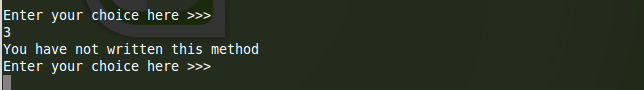 Enter your choice here >>>
3
You have not written this method
Enter your choice here >>>